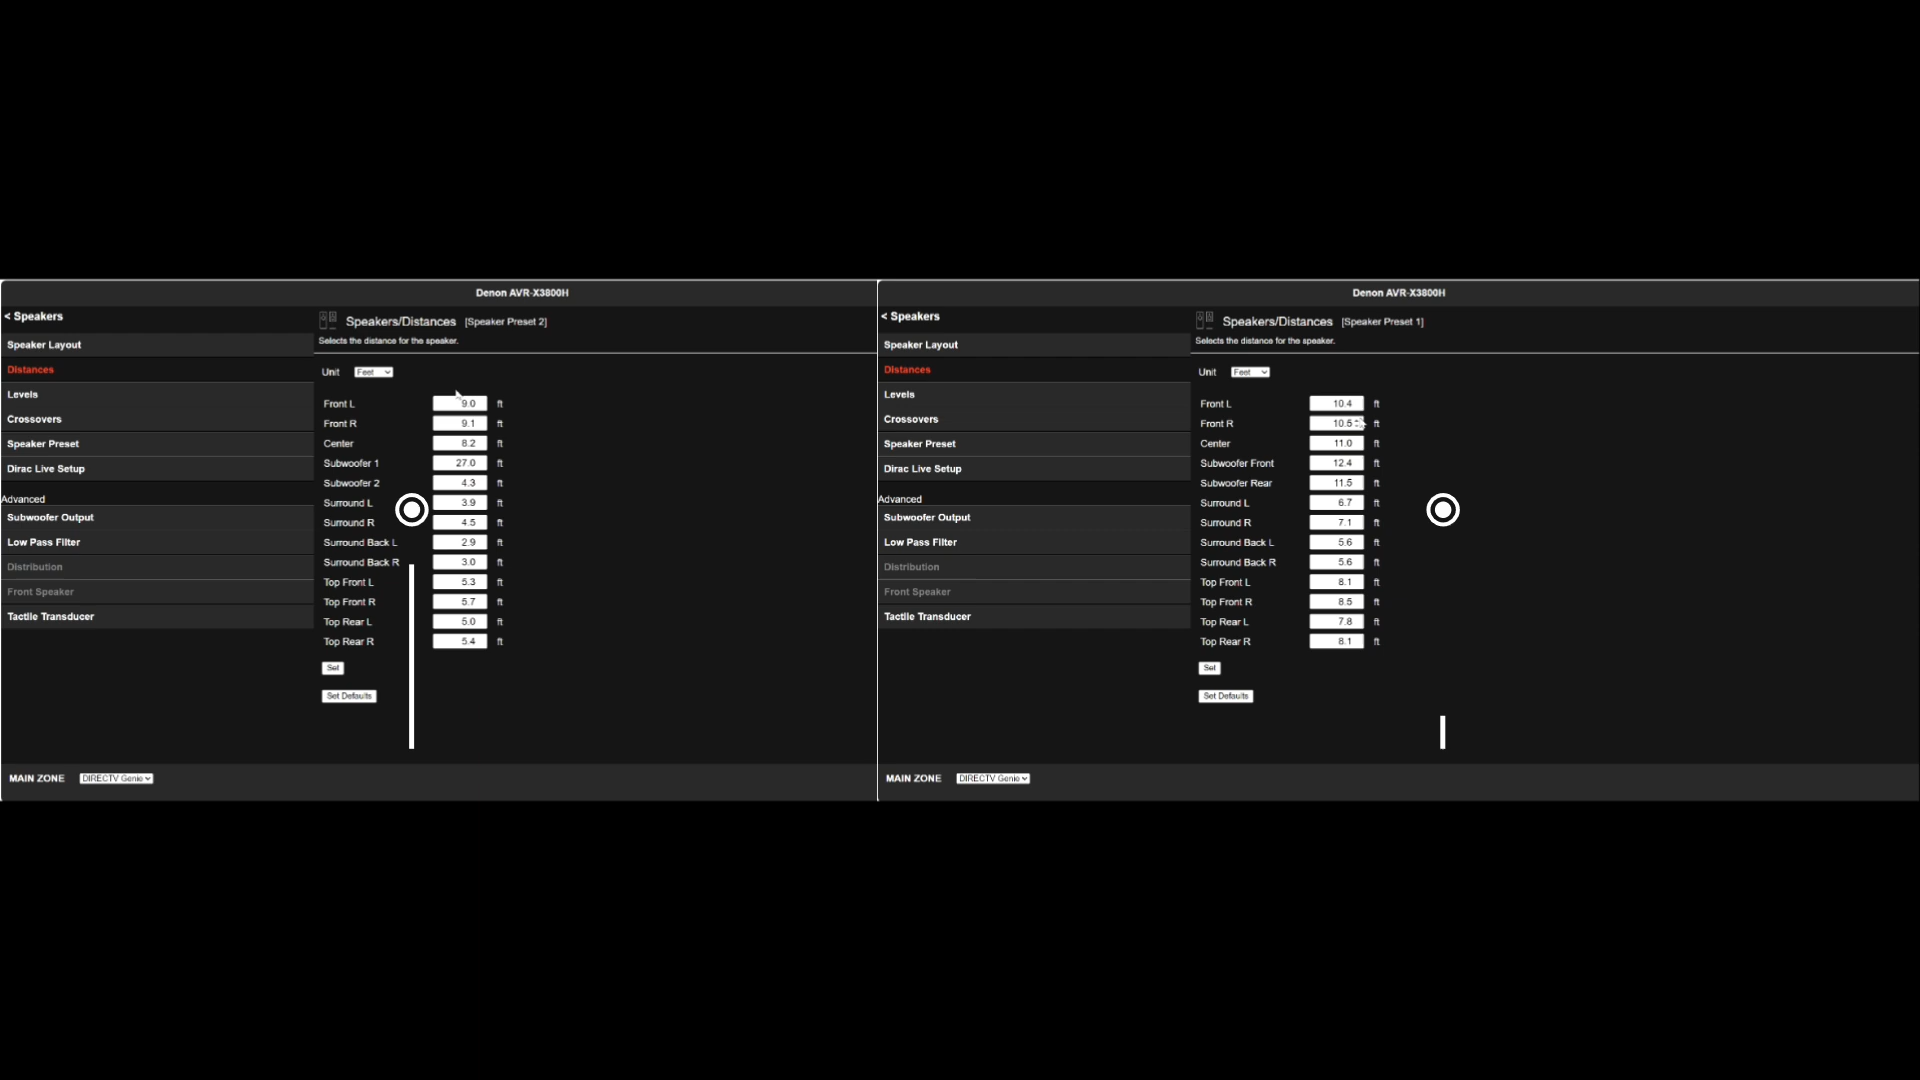 Denon AVR-X3800H
< Speakers
Speakers/Distances [Speaker Preset 2]
Selects the distance for the speaker.
Speaker Layout
Distances
Levels
Crossovers
Speaker Preset
Dirac Live Setup
Advanced
Subwoofer Output
Low Pass Filter
Distribution
Front Speaker
Tactile Transducer
Unit Feet
Front L 9.0 ft
Front R 9.1 ft
Center 8.2 ft
Subwoofer 1 27.0 ft
Subwoofer 2 4.3 ft
Surround L 3.9 ft
Surround R 4.5 ft
Surround Back L 2.9 ft
Surround Back R 3.0 ft
Top Front L 5.3 ft
Top Front R 5.7 ft
Top Rear L 5.0 ft
Top Rear R 5.4 ft
Set
Set Defaults
MAIN ZONE DIRECTV Genie
Denon AVR-X3800H
< Speakers
Speakers/Distances [Speaker Preset 1]
Selects the distance for the speaker.
Speaker Layout
Distances
Levels
Crossovers
Speaker Preset
Dirac Live Setup
Advanced
Subwoofer Output
Low Pass Filter
Distribution
Front Speaker
Tactile Transducer
Unit Feet
Front L 10.4 ft
Front R 10.5 ft
Center 11.0 ft
Subwoofer Front 12.4 ft
Subwoofer Rear 11.5 ft
Surround L 6.7 ft
Surround R 7.1 ft
Surround Back L 5.6 ft
Surround Back R 5.6 ft
Top Front L 8.1 ft
Top Front R 8.5 ft
Top Rear L 7.8 ft
Top Rear R 8.1 ft
Set
Set Defaults
MAIN ZONE DIRECTV Genie